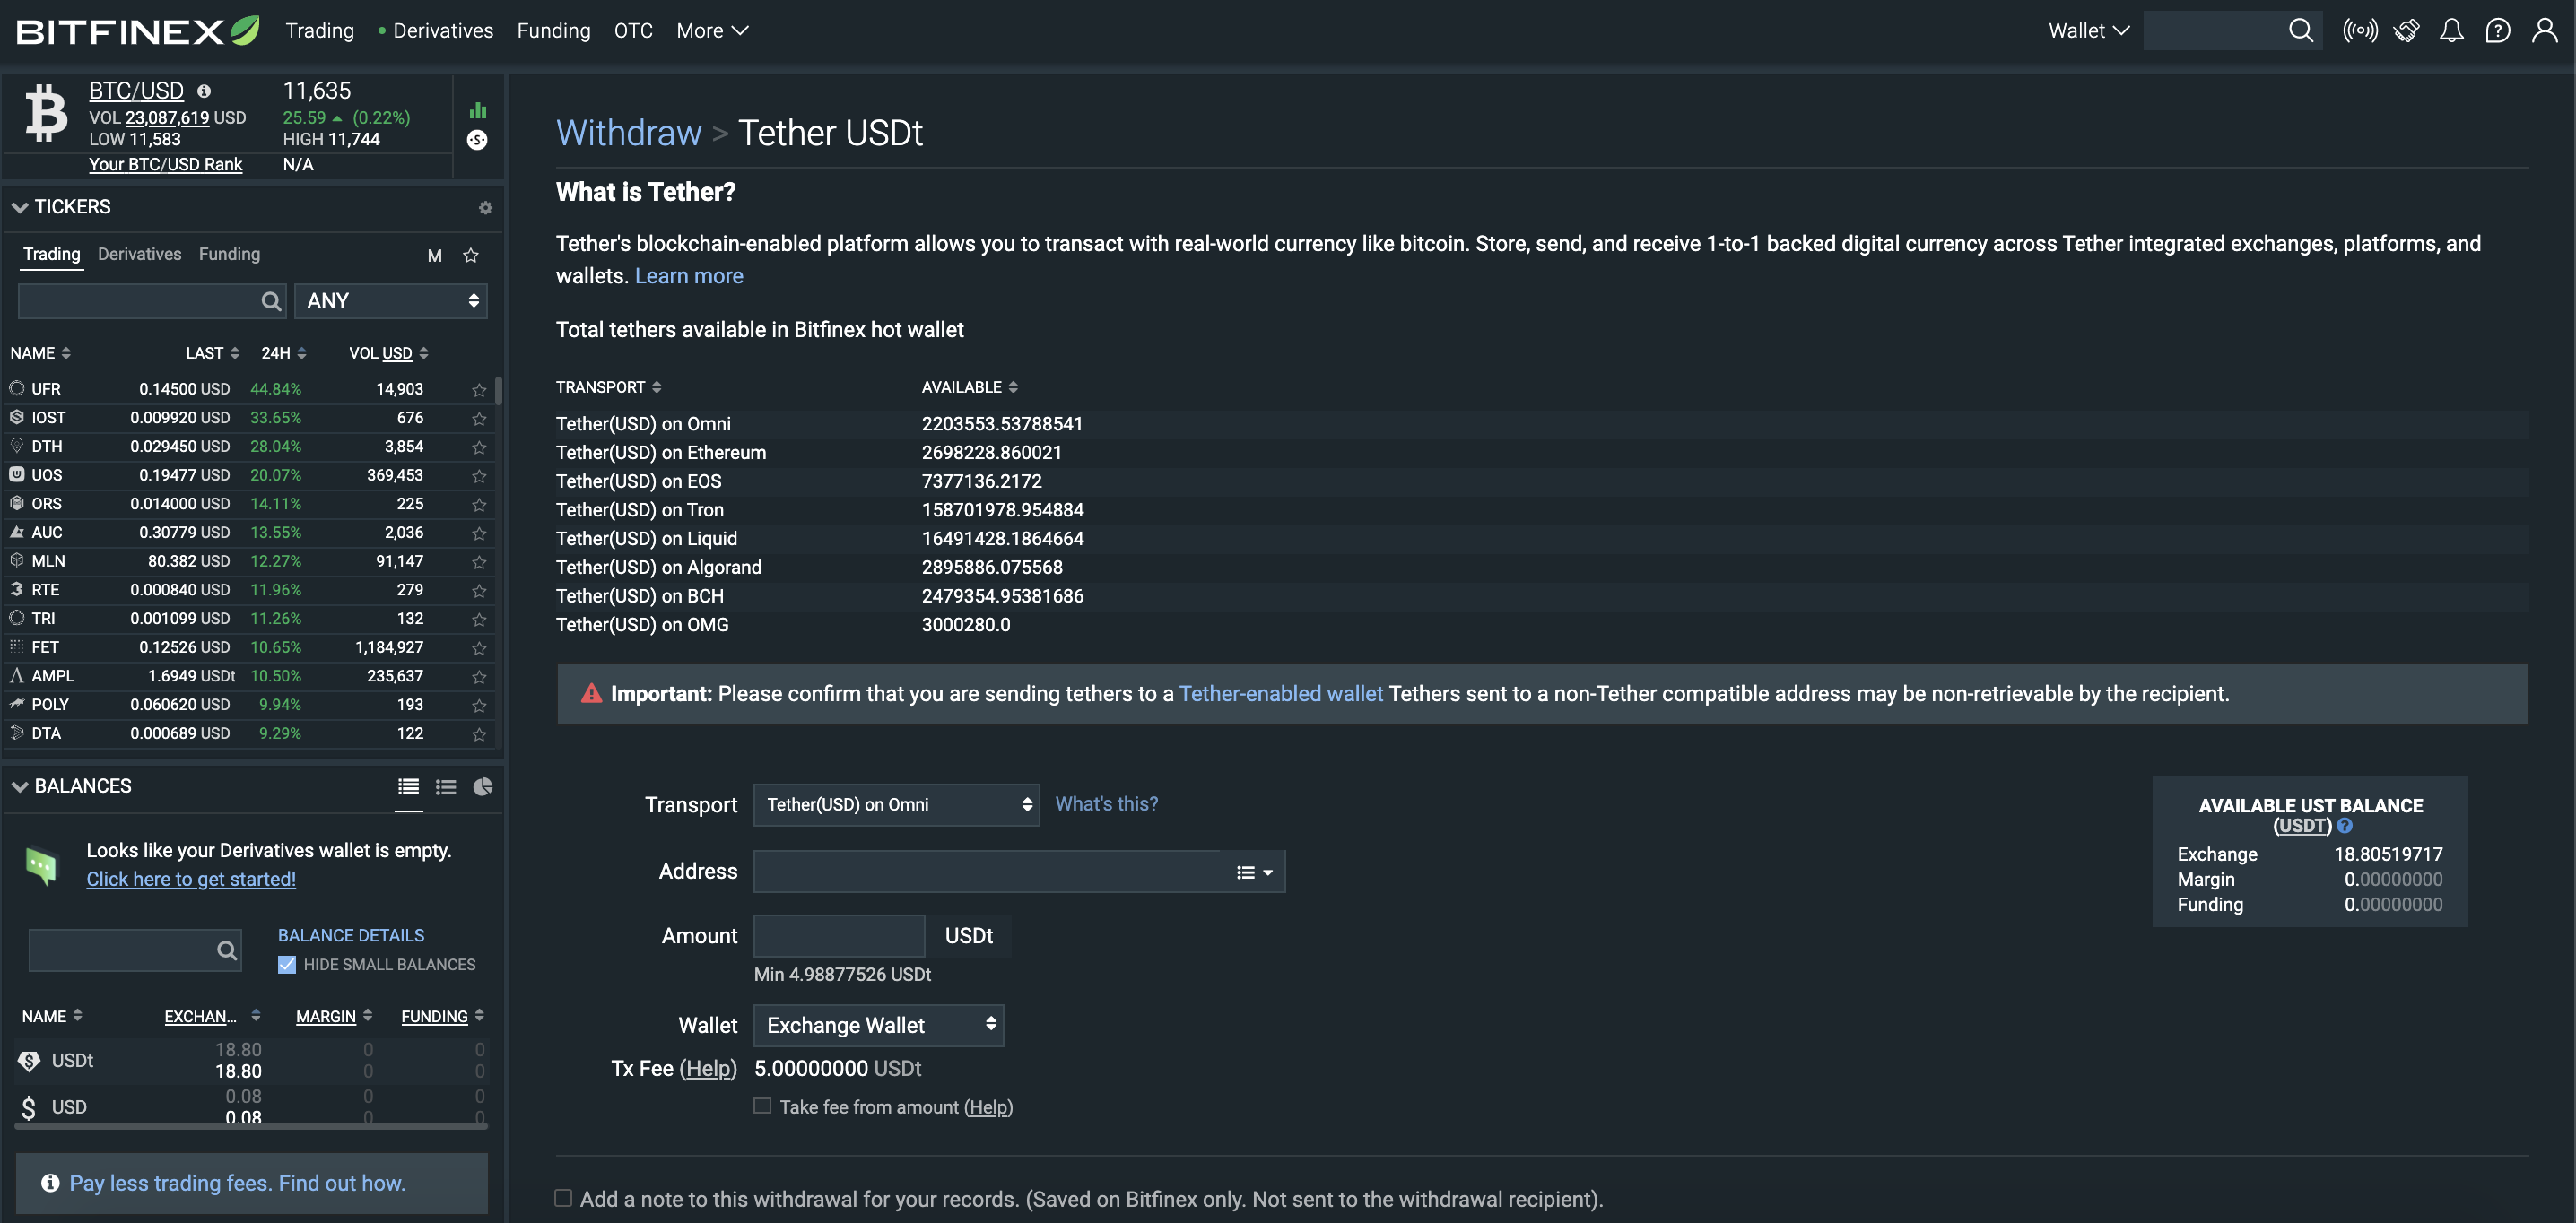 BITFINEX Trading Derivatives Funding OTC More Wallet
BTC/USD 11,635
VOL 23,087,619 USD 25.59 (0.22%)
LOW 11,583 HIGH 11,744
Your BTC/USD Rank N/A
TICKERS
Trading Derivatives Funding M
ANY
NAME LAST 24H VOL USD
UFR 0.14500 USD 44.84% 14,903
IOST 0.009920 USD 33.65% 676
DTH 0.029450 USD 28.04% 3,854
UOS 0.19477 USD 20.07% 369,453
ORS 0.014000 USD 14.11% 225
AUC 0.30779 USD 13.55% 2,036
MLN 80.382 USD 12.27% 91,147
RTE 0.000840 USD 11.96% 279
TRI 0.001099 USD 11.26% 132
FET 0.12526 USD 10.65% 1,184,927
AMPL 1.6949 USDt 10.50% 235,637
POLY 0.060620 USD 9.94% 193
DTA 0.000689 USD 9.29% 122
BALANCES
Looks like your Derivatives wallet is empty.
Click here to get started!
BALANCE DETAILS
HIDE SMALL BALANCES
NAME EXCHAN... MARGIN FUNDING
18.80 0 0
USDt
18.80 0 0
0.08 0 0
USD
0.08 0 0
Pay less trading fees. Find out how.
Withdraw > Tether USDt
What is Tether?
Tether's blockchain-enabled platform allows you to transact with real-world currency like bitcoin. Store, send, and receive 1-to-1 backed digital currency across Tether integrated exchanges, platforms, and
wallets. Learn more
Total tethers available in Bitfinex hot wallet
TRANSPORT AVAILABLE
Tether(USD) on Omni 2203553.53788541
Tether(USD) on Ethereum 2698228.860021
Tether(USD) on EOS 7377136.2172
Tether(USD) on Tron 158701978.954884
Tether(USD) on Liquid 16491428.1864664
Tether(USD) on Algorand 2895886.075568
Tether(USD) on BCH 2479354.95381686
Tether(USD) on OMG 3000280.0
Important: Please confirm that you are sending tethers to a Tether-enabled wallet Tethers sent to a non-Tether compatible address may be non-retrievable by the recipient.
Transport Tether(USD) on Omni What's this?
Address
Amount USDt
Min 4.98877526 USDt
Wallet Exchange Wallet
Tx Fee (Help) 5.00000000 USDt
Take fee from amount (Help)
AVAILABLE UST BALANCE
(USDT)
Exchange 18.80519717
Margin 0.00000000
Funding 0.00000000
Add a note to this withdrawal for your records. (Saved on Bitfinex only. Not sent to the withdrawal recipient).